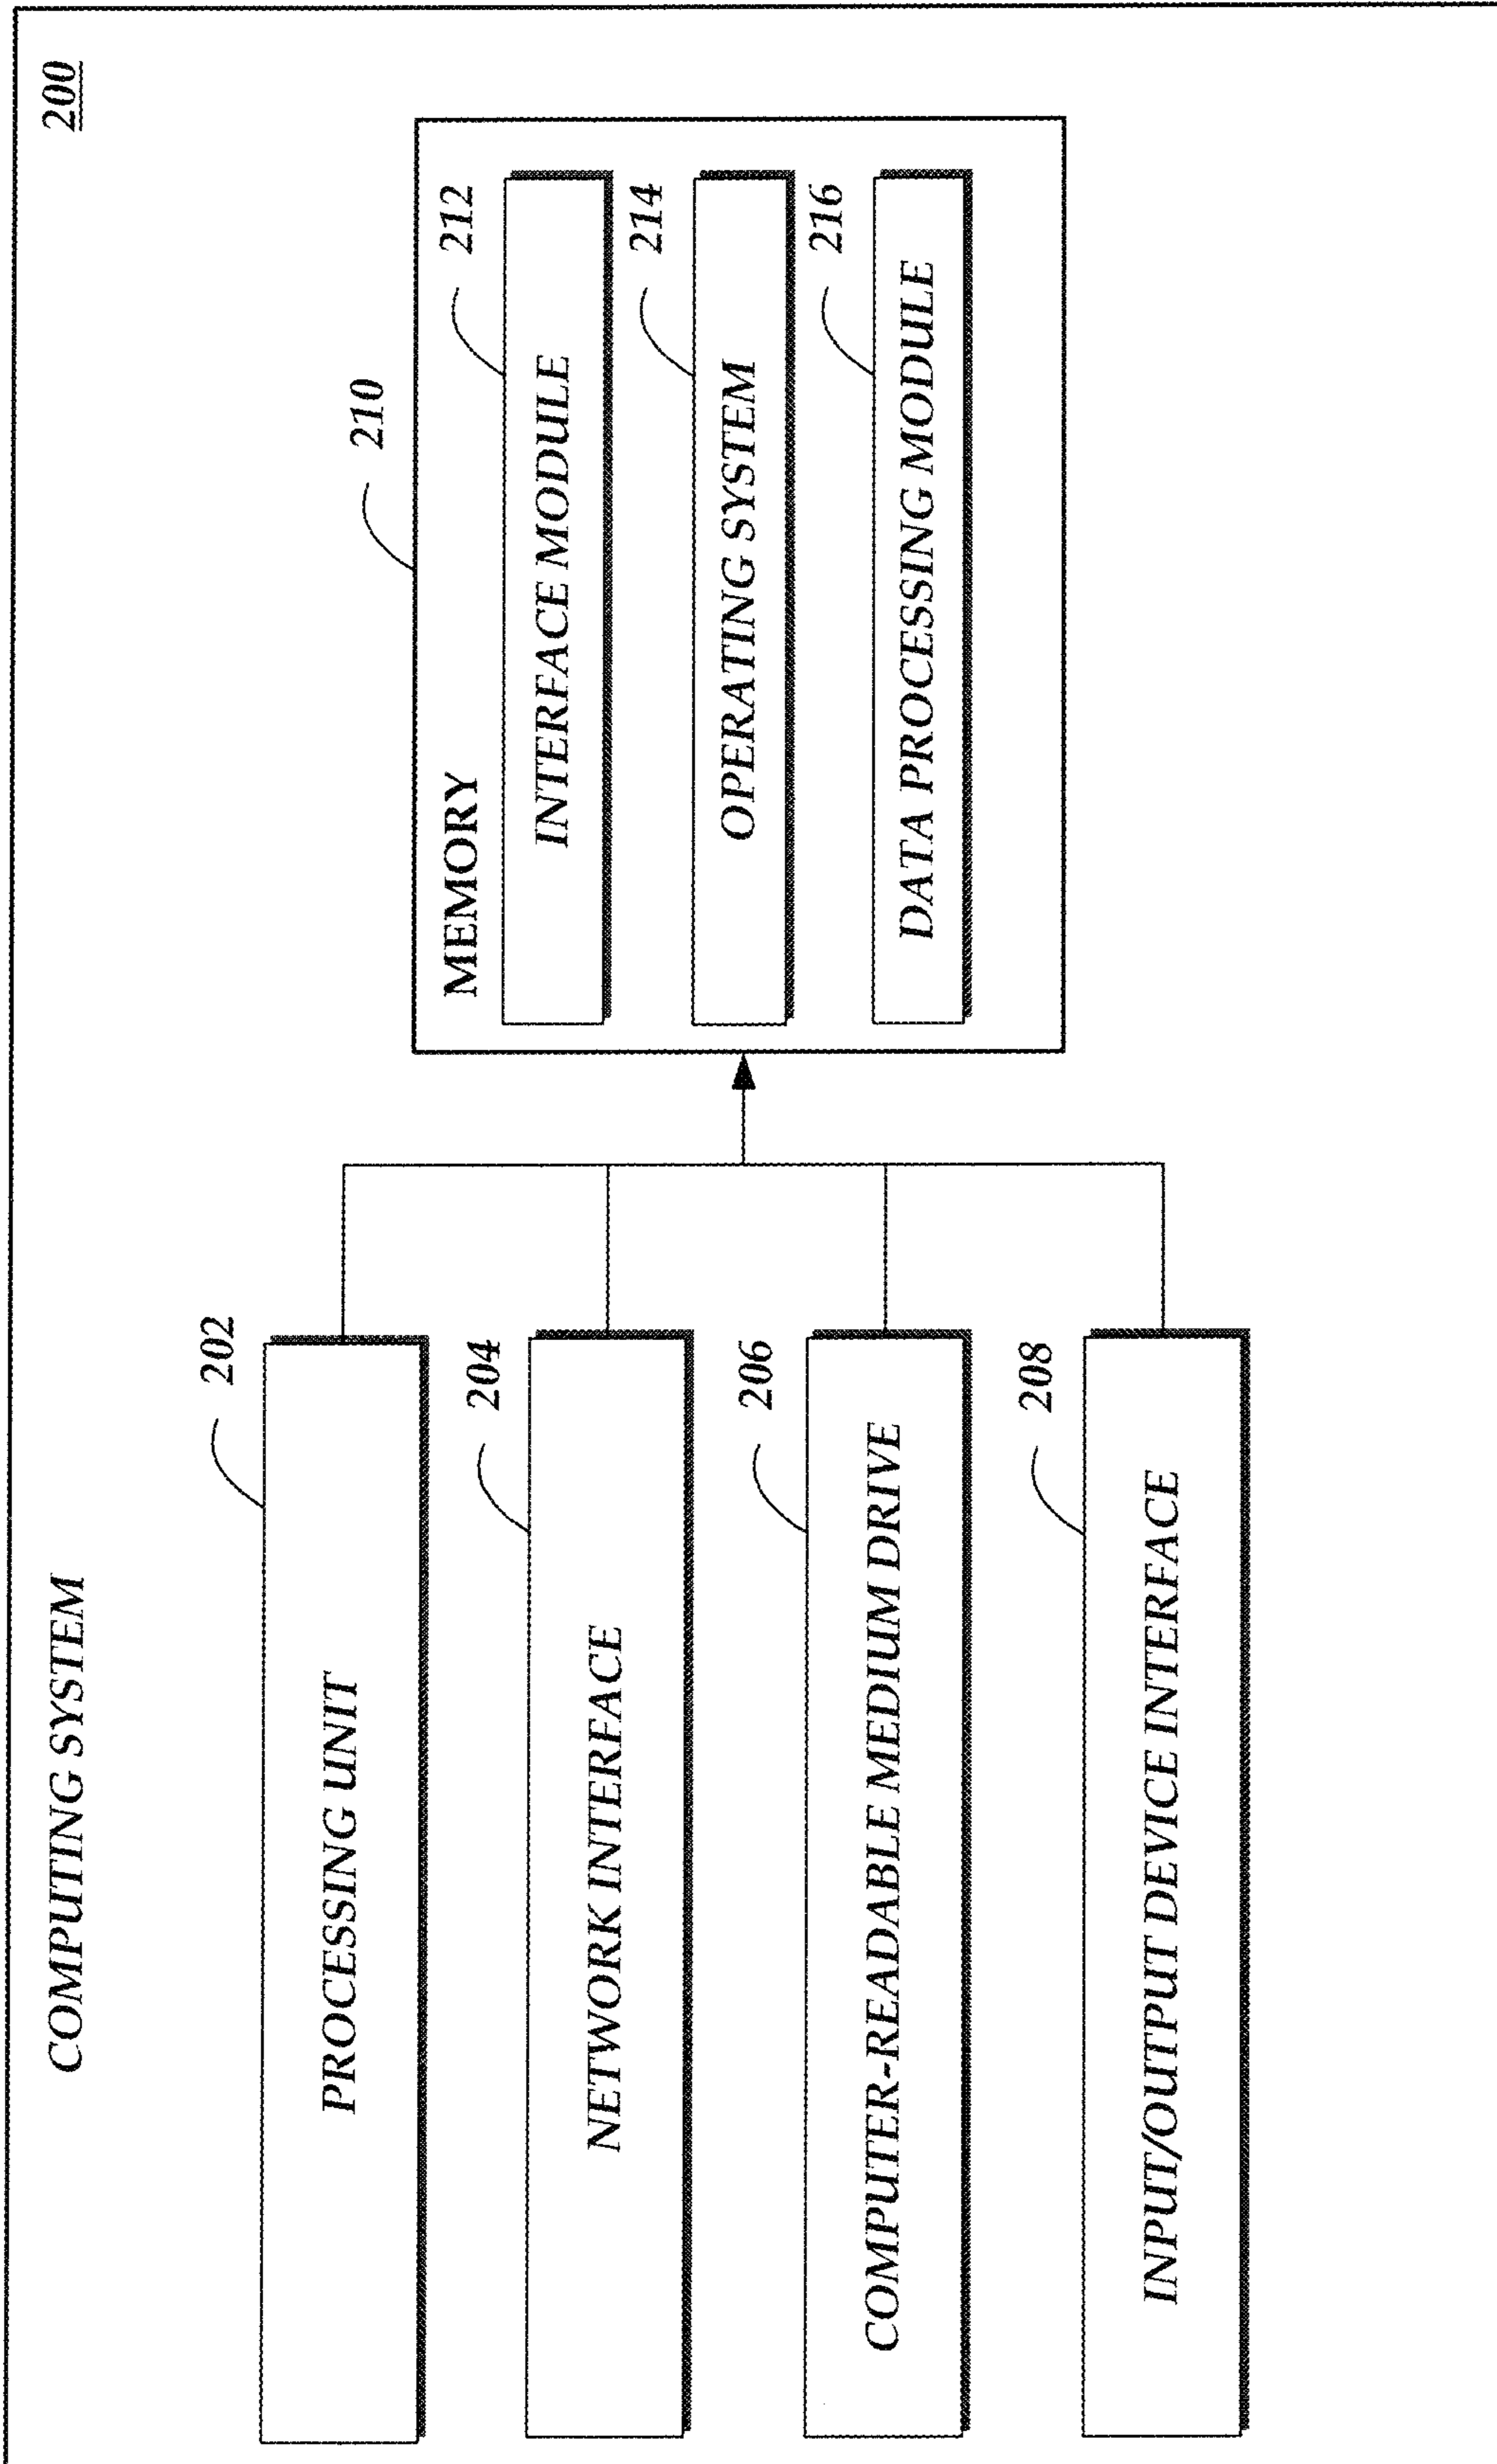 COMPUTING SYSTEM
200
202
PROCESSING UNIT
204
NETWORK INTERFACE
206
COMPUTER-READABLE MEDIUM DRIVE
208
INPUT/OUTPUT DEVICE INTERFACE
210
MEMORY
212
INTERFACE MODULE
214
OPERATING SYSTEM
216
DATA PROCESSING MODULE